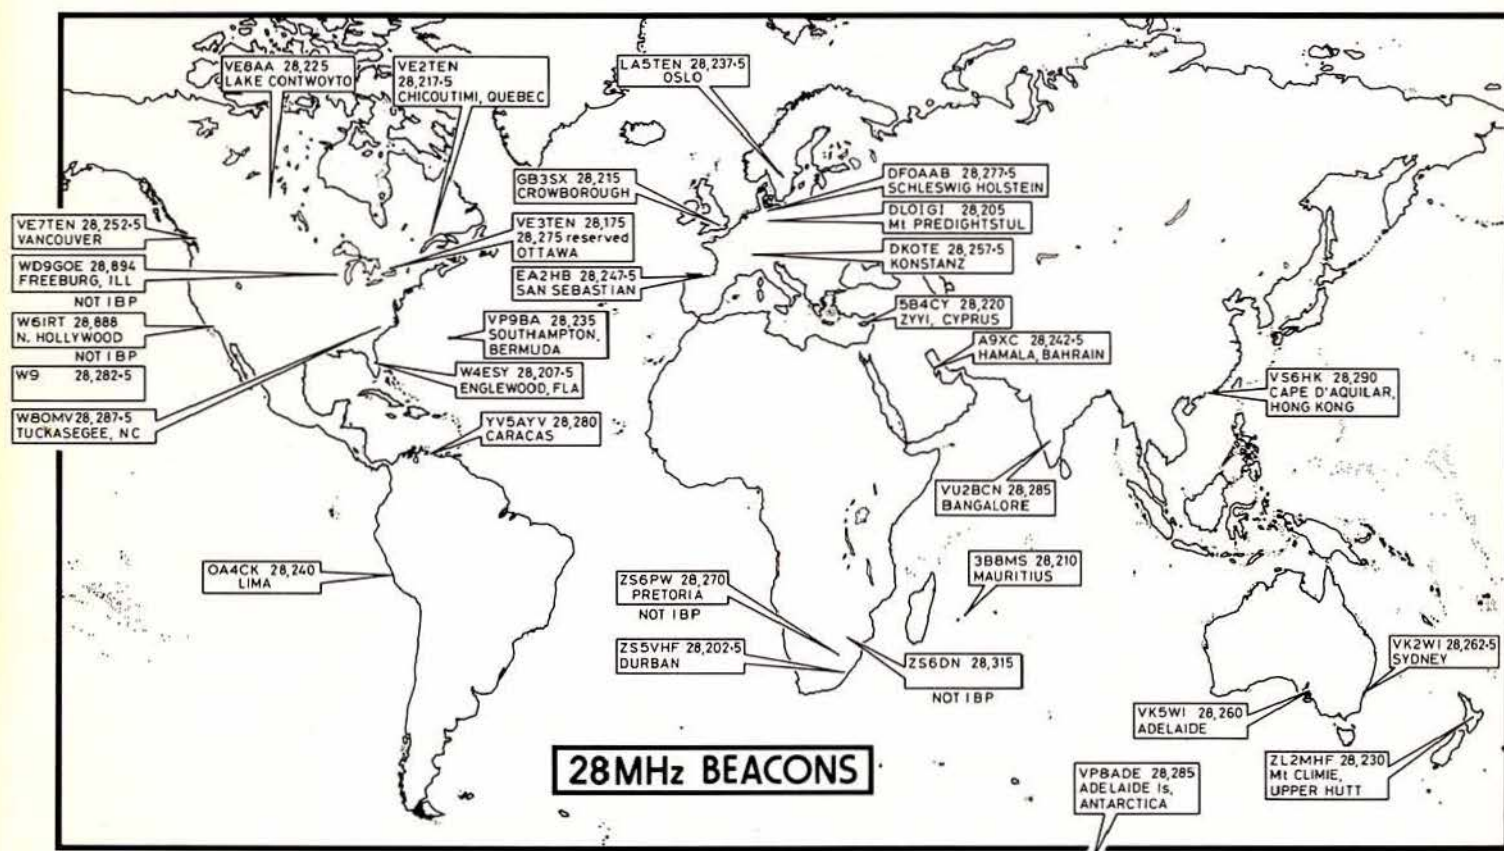 VE8AA 28,225
LAKE CONTWOYTO
VE2TEN
28,217·5
CHICOUTIMI, QUEBEC
LA5TEN 28,237·5
OSLO
GB3SX 28,215
CROWBOROUGH
DF0AAB 28,277·5
SCHLESWIG HOLSTEIN
DL0IGI 28,205
Mt PREDIGHTSTUL
VE7TEN 28,252·5
VANCOUVER
VE3TEN 28,175
28,275 reserved
OTTAWA
DK0TE 28,257·5
KONSTANZ
WD9GOE 28,894
FREEBURG, ILL
NOT IBP
EA2HB 28,247·5
SAN SEBASTIAN
5B4CY 28,220
ZYYI, CYPRUS
W6IRT 28,888
N. HOLLYWOOD
NOT IBP
VP9BA 28,235
SOUTHAMPTON,
BERMUDA
A9XC 28,242·5
HAMALA, BAHRAIN
W9 28,282·5
W4ESY 28,207·5
ENGLEWOOD, FLA
VS6HK 28,290
CAPE D'AQUILAR,
HONG KONG
W8OMV 28,287·5
TUCKASEGEE, NC
YV5AYV 28,280
CARACAS
VU2BCN 28,285
BANGALORE
OA4CK 28,240
LIMA
ZS6PW 28,270
PRETORIA
NOT IBP
3B8MS 28,210
MAURITIUS
ZS5VHF 28,202·5
DURBAN
ZS6DN 28,315
NOT IBP
VK2WI 28,262·5
SYDNEY
VK5WI 28,260
ADELAIDE
28MHz BEACONS
VP8ADE 28,285
ADELAIDE Is,
ANTARCTICA
ZL2MHF 28,230
Mt CLIMIE,
UPPER HUTT